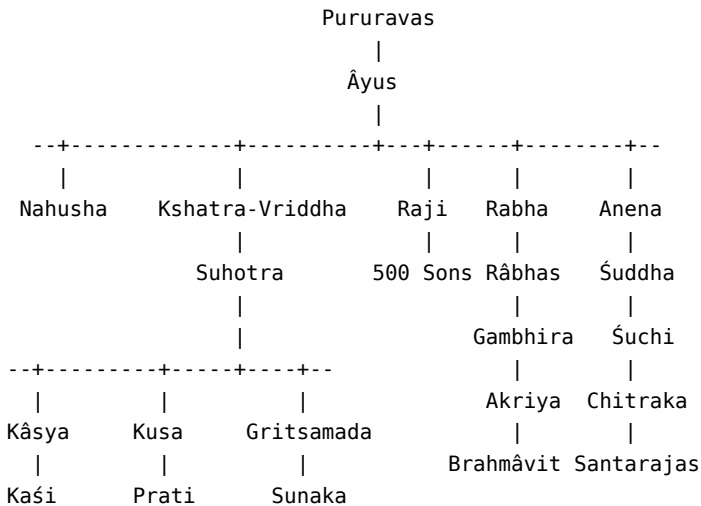 Pururavas
Âyus
Nahusha Kshatra-Vriddha Raji Rabha Anena
Suhotra 500 Sons Râbhas Śuddha
Gambhira Śuchi
Akriya Chitraka
Kâsya Kusa Gritsamada
Brahmâvit Santarajas
Kaśi Prati Sunaka